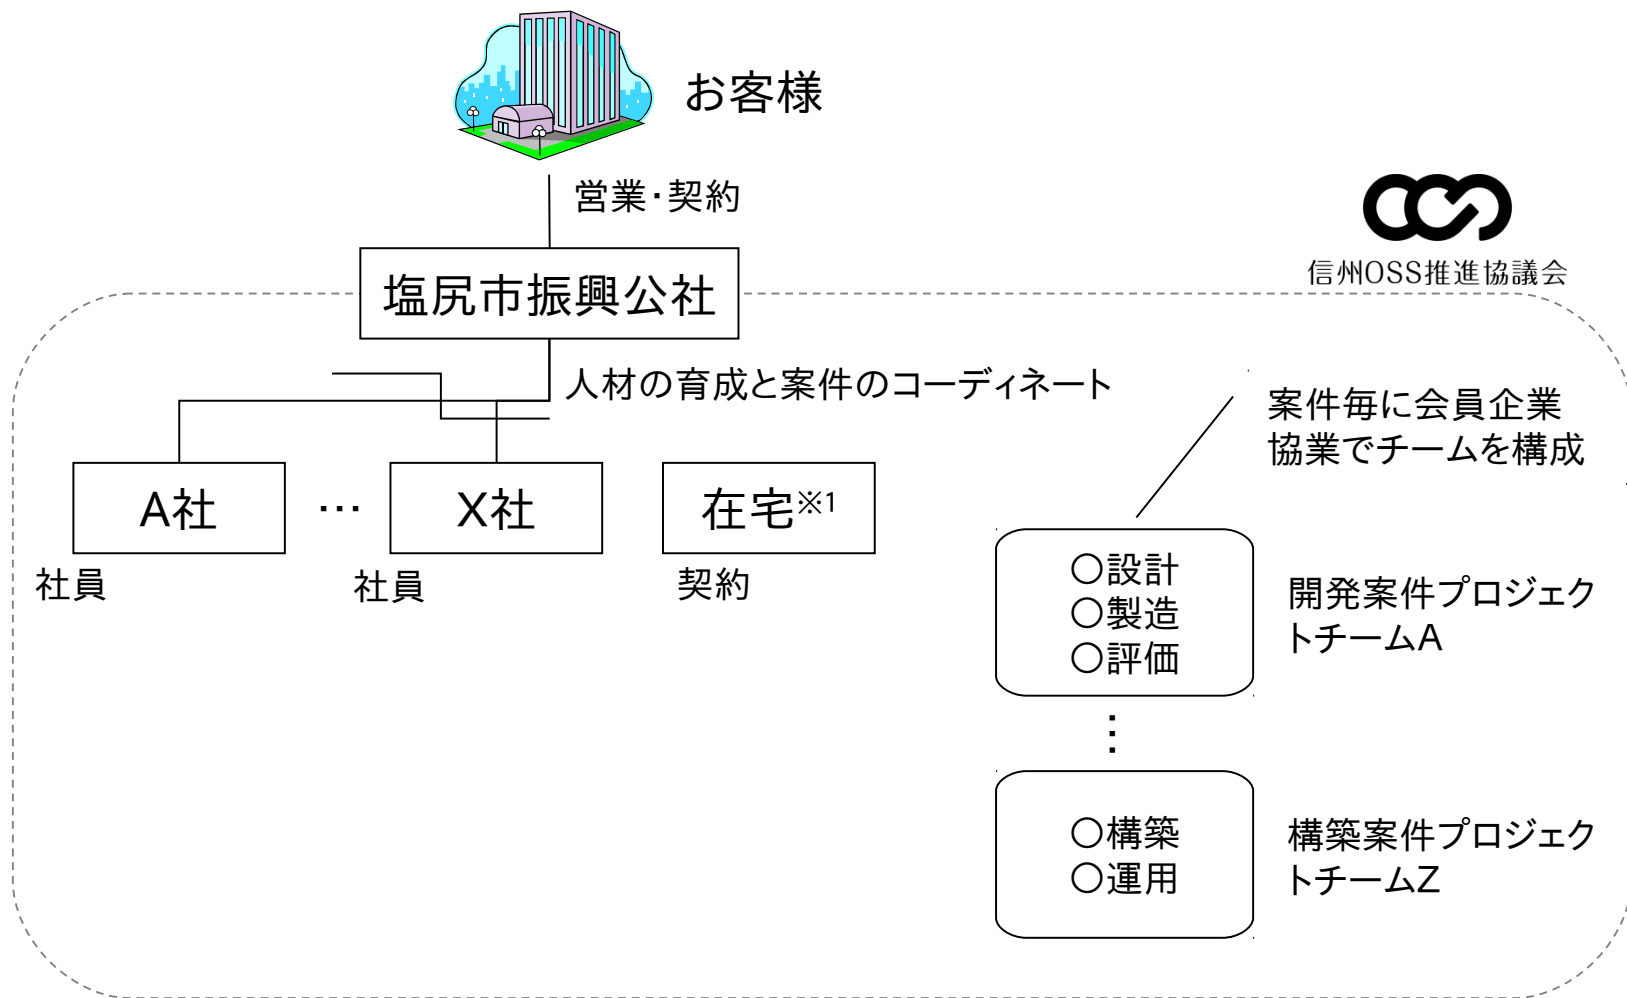 お客様
営業・契約
信州OSS推進協議会
塩尻市振興公社
人材の育成と案件のコーディネート
案件毎に会員企業
協業でチームを構成
A社
…
X社
在宅※1
社員
社員
契約
○設計
○製造
○評価
開発案件プロジェク
トチームA
…
○構築
○運用
構築案件プロジェク
トチームZ